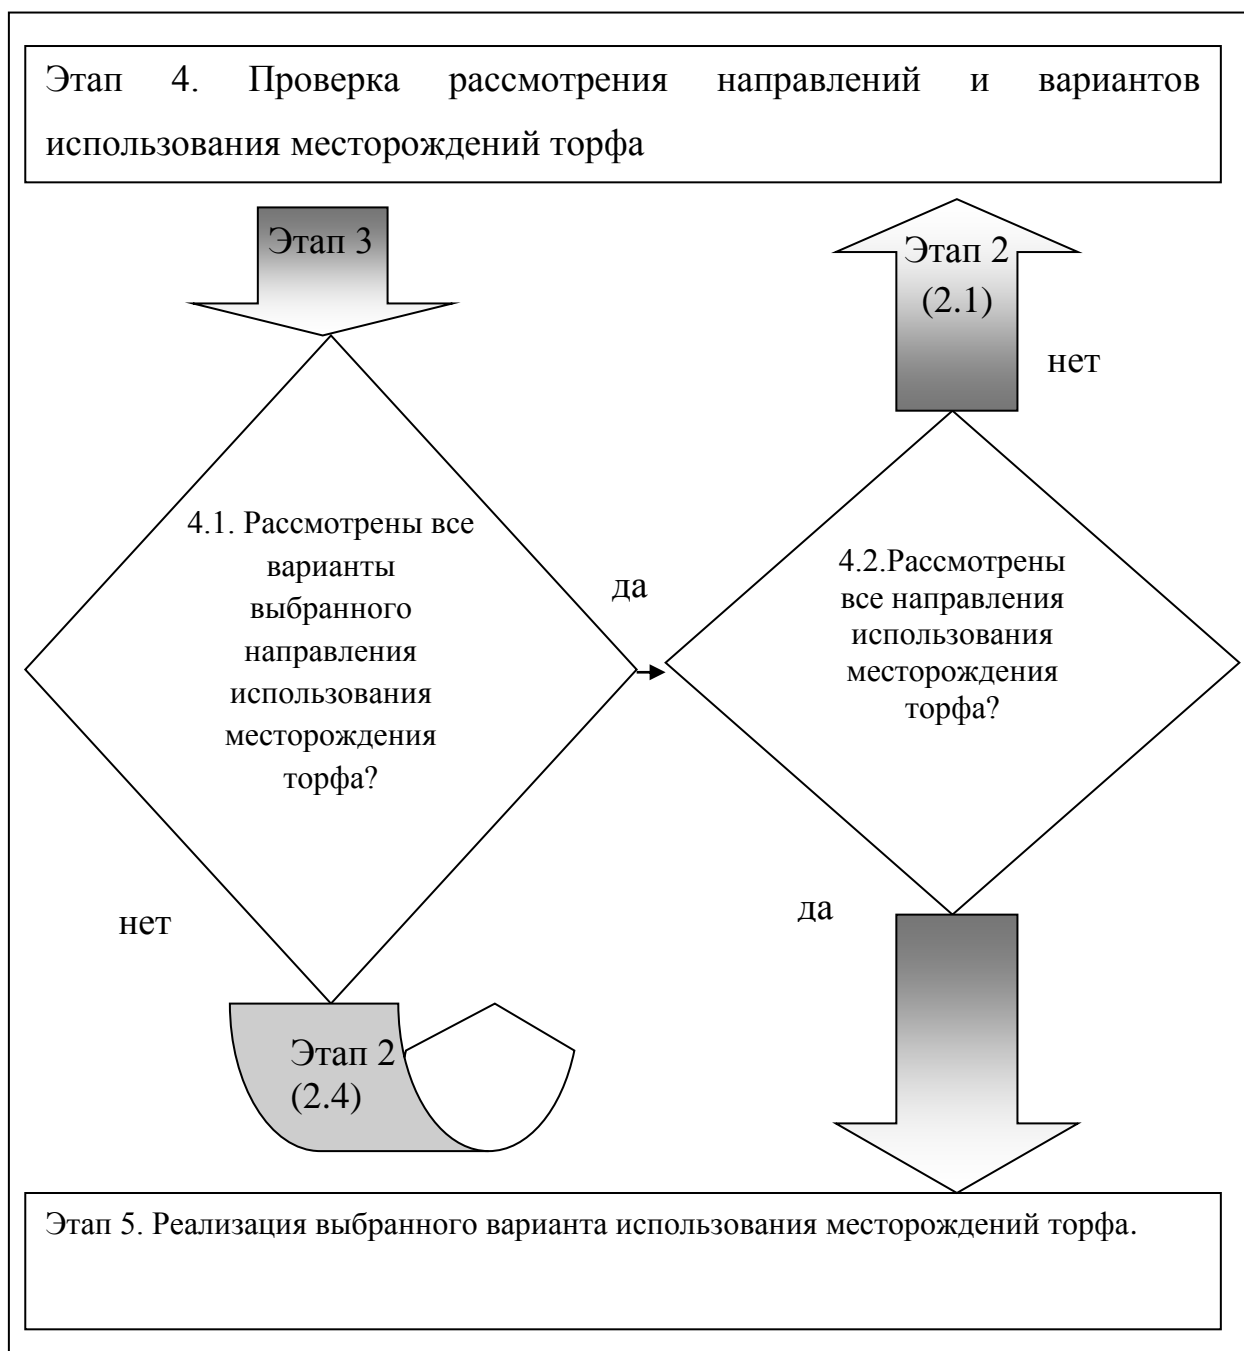 Этап 4. Проверка рассмотрения направлений и вариантов
использования месторождений торфа
Этап 3
Этап 2
(2.1)
нет
4.1. Рассмотрены все
варианты
выбранного
направления
использования
месторождения
торфа?
да
4.2.Рассмотрены
все направления
использования
месторождения
торфа?
нет
да
Этап 2
(2.4)
Этап 5. Реализация выбранного варианта использования месторождений торфа.